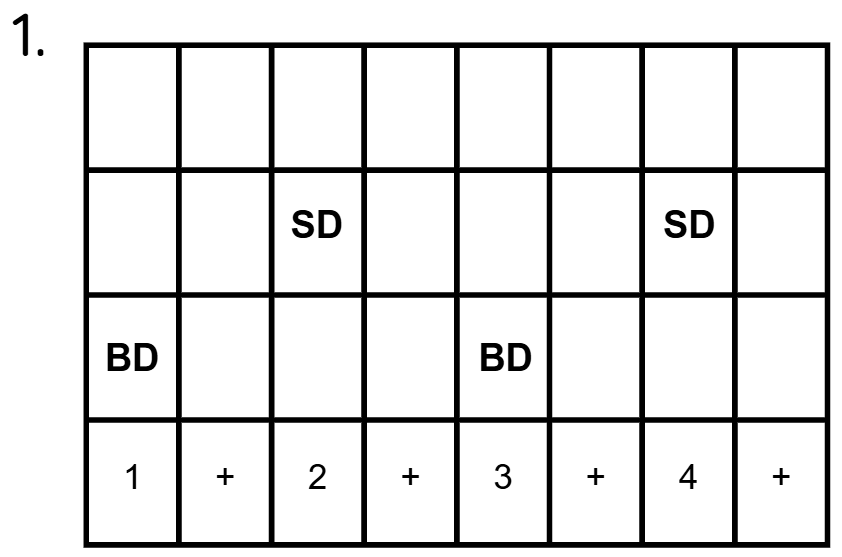 1.
SD SD
BD BD
1 + 2 + 3 + 4 +